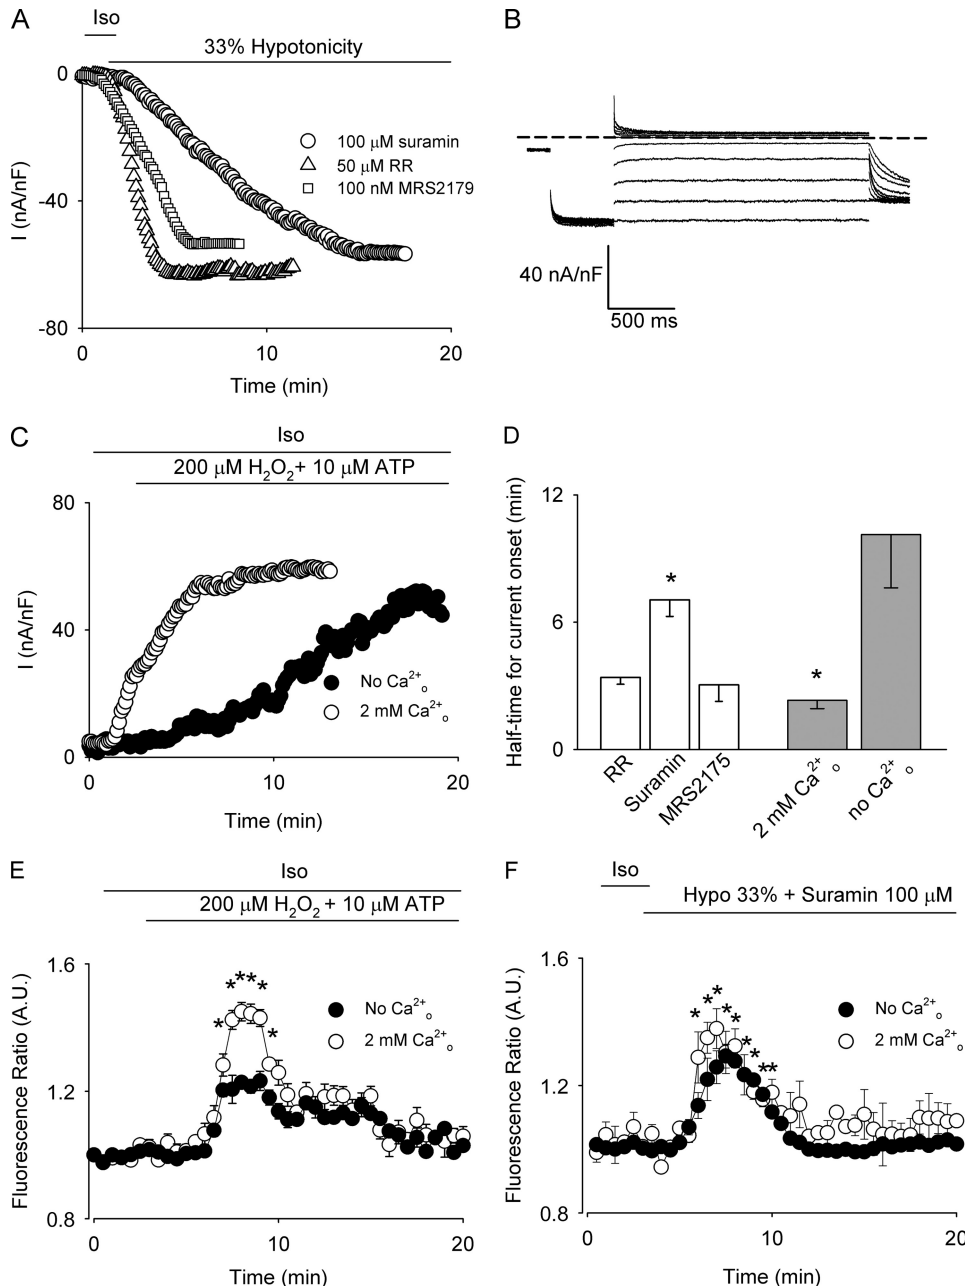 A
Iso
33% Hypotonicity
0
-40
-80
I (nA/nF)
100 μM suramin
50 μM RR
100 nM MRS2179
0
10
20
Time (min)
B
40 nA/nF
500 ms
C
Iso
200 μM H2O2+ 10 μM ATP
80
40
0
I (nA/nF)
No Ca2+o
2 mM Ca2+o
0
10
20
Time (min)
D
Half-time for current onset (min)
12
6
0
*
*
RR
Suramin
MRS2175
2 mM Ca2+o
no Ca2+o
E
Iso
200 μM H2O2 + 10 μM ATP
Fluorescence Ratio (A.U.)
1.6
1.2
0.8
* * * * * *
No Ca2+o
2 mM Ca2+o
0
10
20
Time (min)
F
Iso
Hypo 33% + Suramin 100 μM
Fluorescence Ratio (A.U.)
1.6
1.2
0.8
* * * * * * * * *
No Ca2+o
2 mM Ca2+o
0
10
20
Time (min)